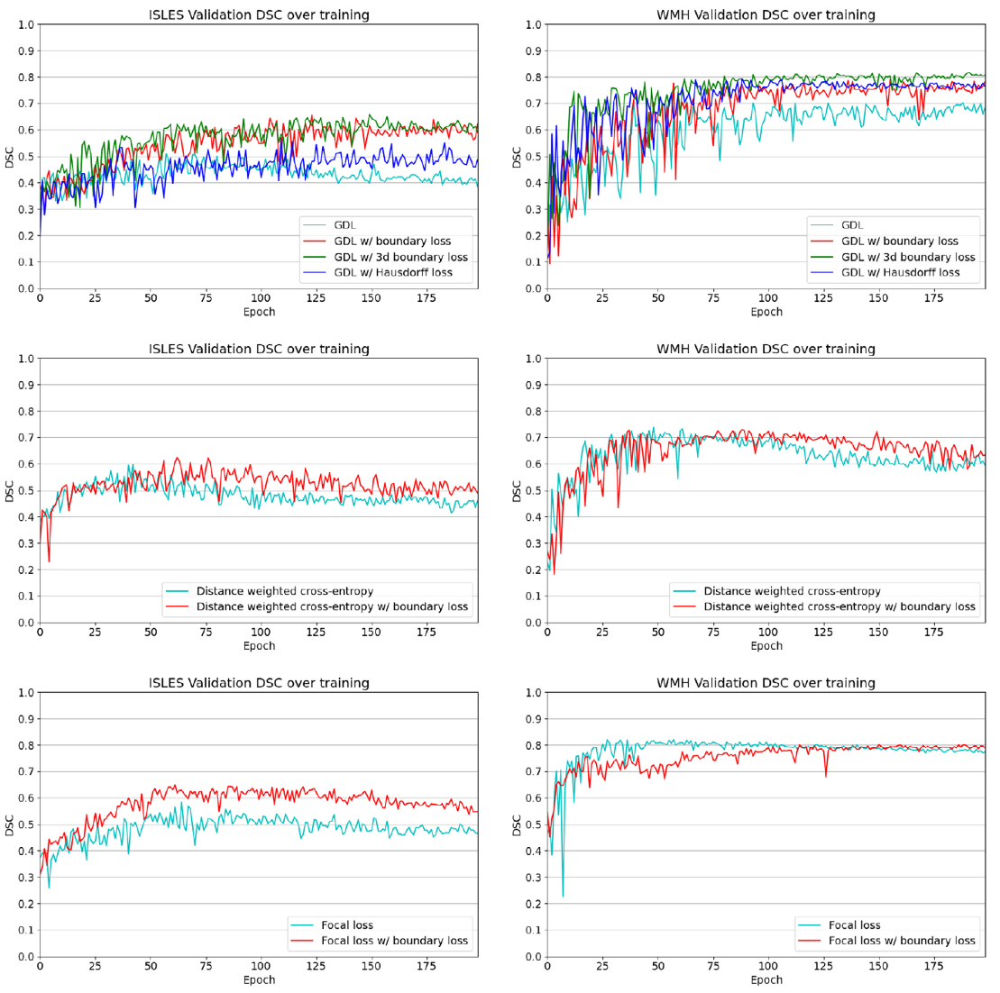 ISLES Validation DSC over training
1.0
0.9
0.8
0.7
0.6
0.5
0.4
0.3
0.2
0.1
0.0
DSC
GDL
GDL w/ boundary loss
GDL w/ 3d boundary loss
GDL w/ Hausdorff loss
0 25 50 75 100 125 150 175
Epoch
WMH Validation DSC over training
1.0
0.9
0.8
0.7
0.6
0.5
0.4
0.3
0.2
0.1
0.0
DSC
GDL
GDL w/ boundary loss
GDL w/ 3d boundary loss
GDL w/ Hausdorff loss
0 25 50 75 100 125 150 175
Epoch
ISLES Validation DSC over training
1.0
0.9
0.8
0.7
0.6
0.5
0.4
0.3
0.2
0.1
0.0
DSC
Distance weighted cross-entropy
Distance weighted cross-entropy w/ boundary loss
0 25 50 75 100 125 150 175
Epoch
WMH Validation DSC over training
1.0
0.9
0.8
0.7
0.6
0.5
0.4
0.3
0.2
0.1
0.0
DSC
Distance weighted cross-entropy
Distance weighted cross-entropy w/ boundary loss
0 25 50 75 100 125 150 175
Epoch
ISLES Validation DSC over training
1.0
0.9
0.8
0.7
0.6
0.5
0.4
0.3
0.2
0.1
0.0
DSC
Focal loss
Focal loss w/ boundary loss
0 25 50 75 100 125 150 175
Epoch
WMH Validation DSC over training
1.0
0.9
0.8
0.7
0.6
0.5
0.4
0.3
0.2
0.1
0.0
DSC
Focal loss
Focal loss w/ boundary loss
0 25 50 75 100 125 150 175
Epoch